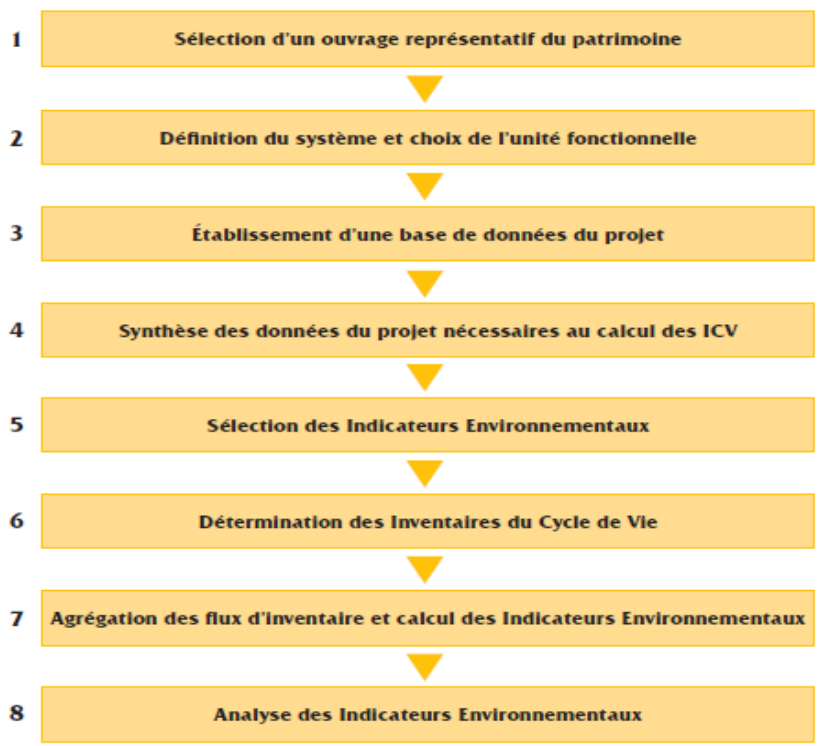 1 Sélection d'un ouvrage représentatif du patrimoine
2 Définition du système et choix de l'unité fonctionnelle
3 Établissement d'une base de données du projet
4 Synthèse des données du projet nécessaires au calcul des ICV
5 Sélection des Indicateurs Environnementaux
6 Détermination des Inventaires du Cycle de Vie
7 Agrégation des flux d'inventaire et calcul des Indicateurs Environnementaux
8 Analyse des Indicateurs Environnementaux